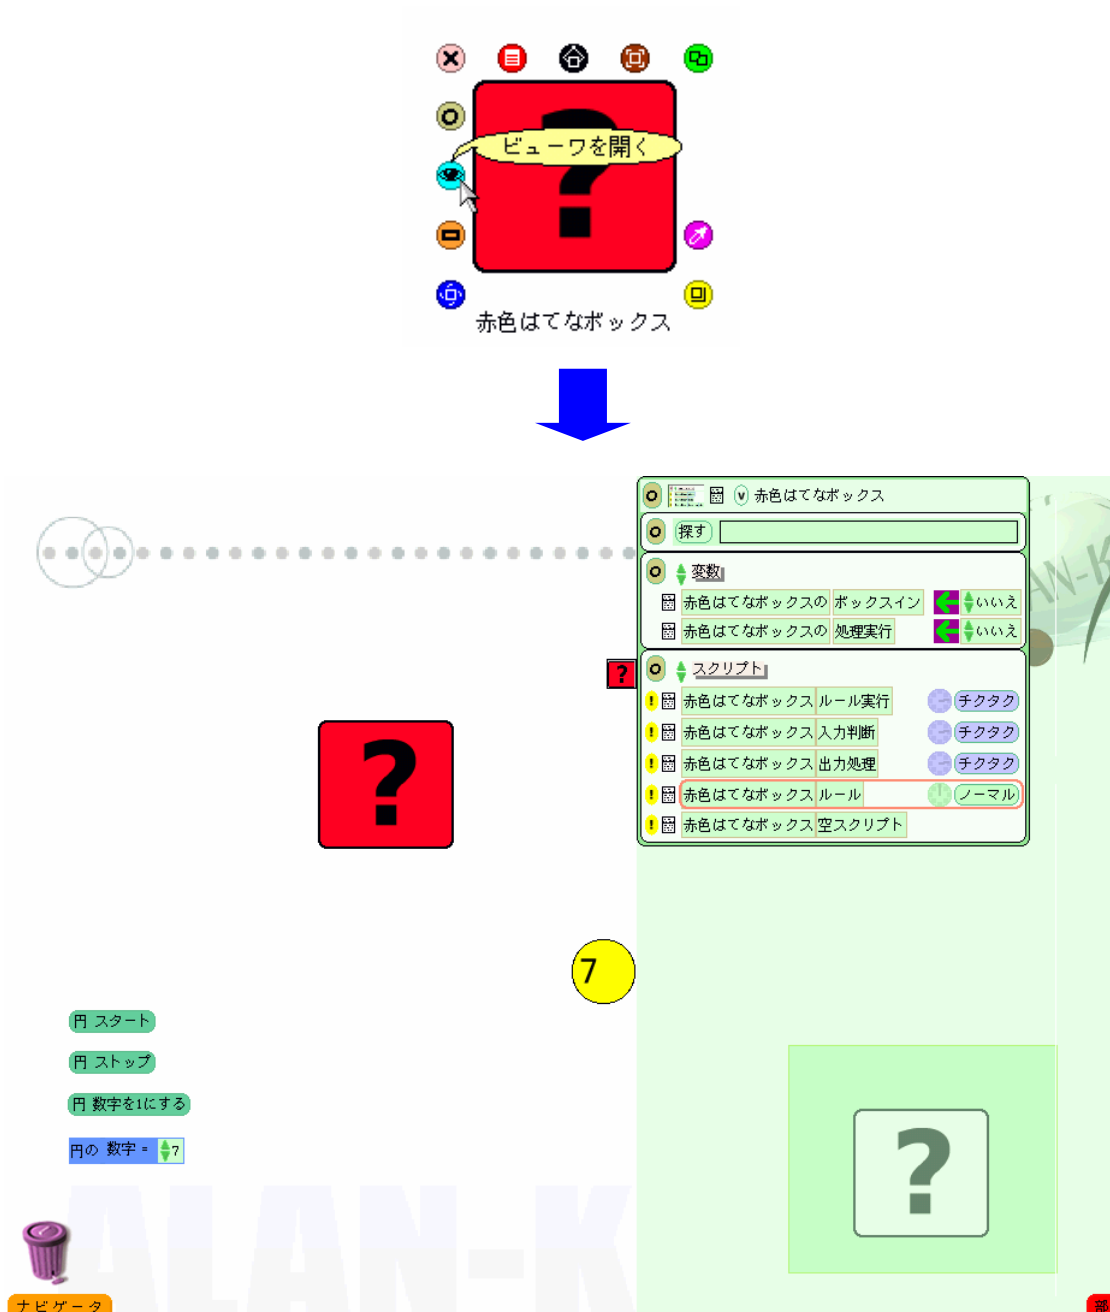 ?
ビューワを開く
赤色はてなボックス
赤色はてなボックス
探す
変数
赤色はてなボックスの ボックスイン いいえ
赤色はてなボックスの 処理実行 いいえ
?
スクリプト
! 赤色はてなボックス ルール実行 チクタク
! 赤色はてなボックス 入力判断 チクタク
! 赤色はてなボックス 出力処理 チクタク
! 赤色はてなボックス ルール ノーマル
! 赤色はてなボックス 空スクリプト
?
7
円 スタート
円 ストップ
円 数字を1にする
円の 数字 = 7
?
ALAN-K
ナビゲータ
部